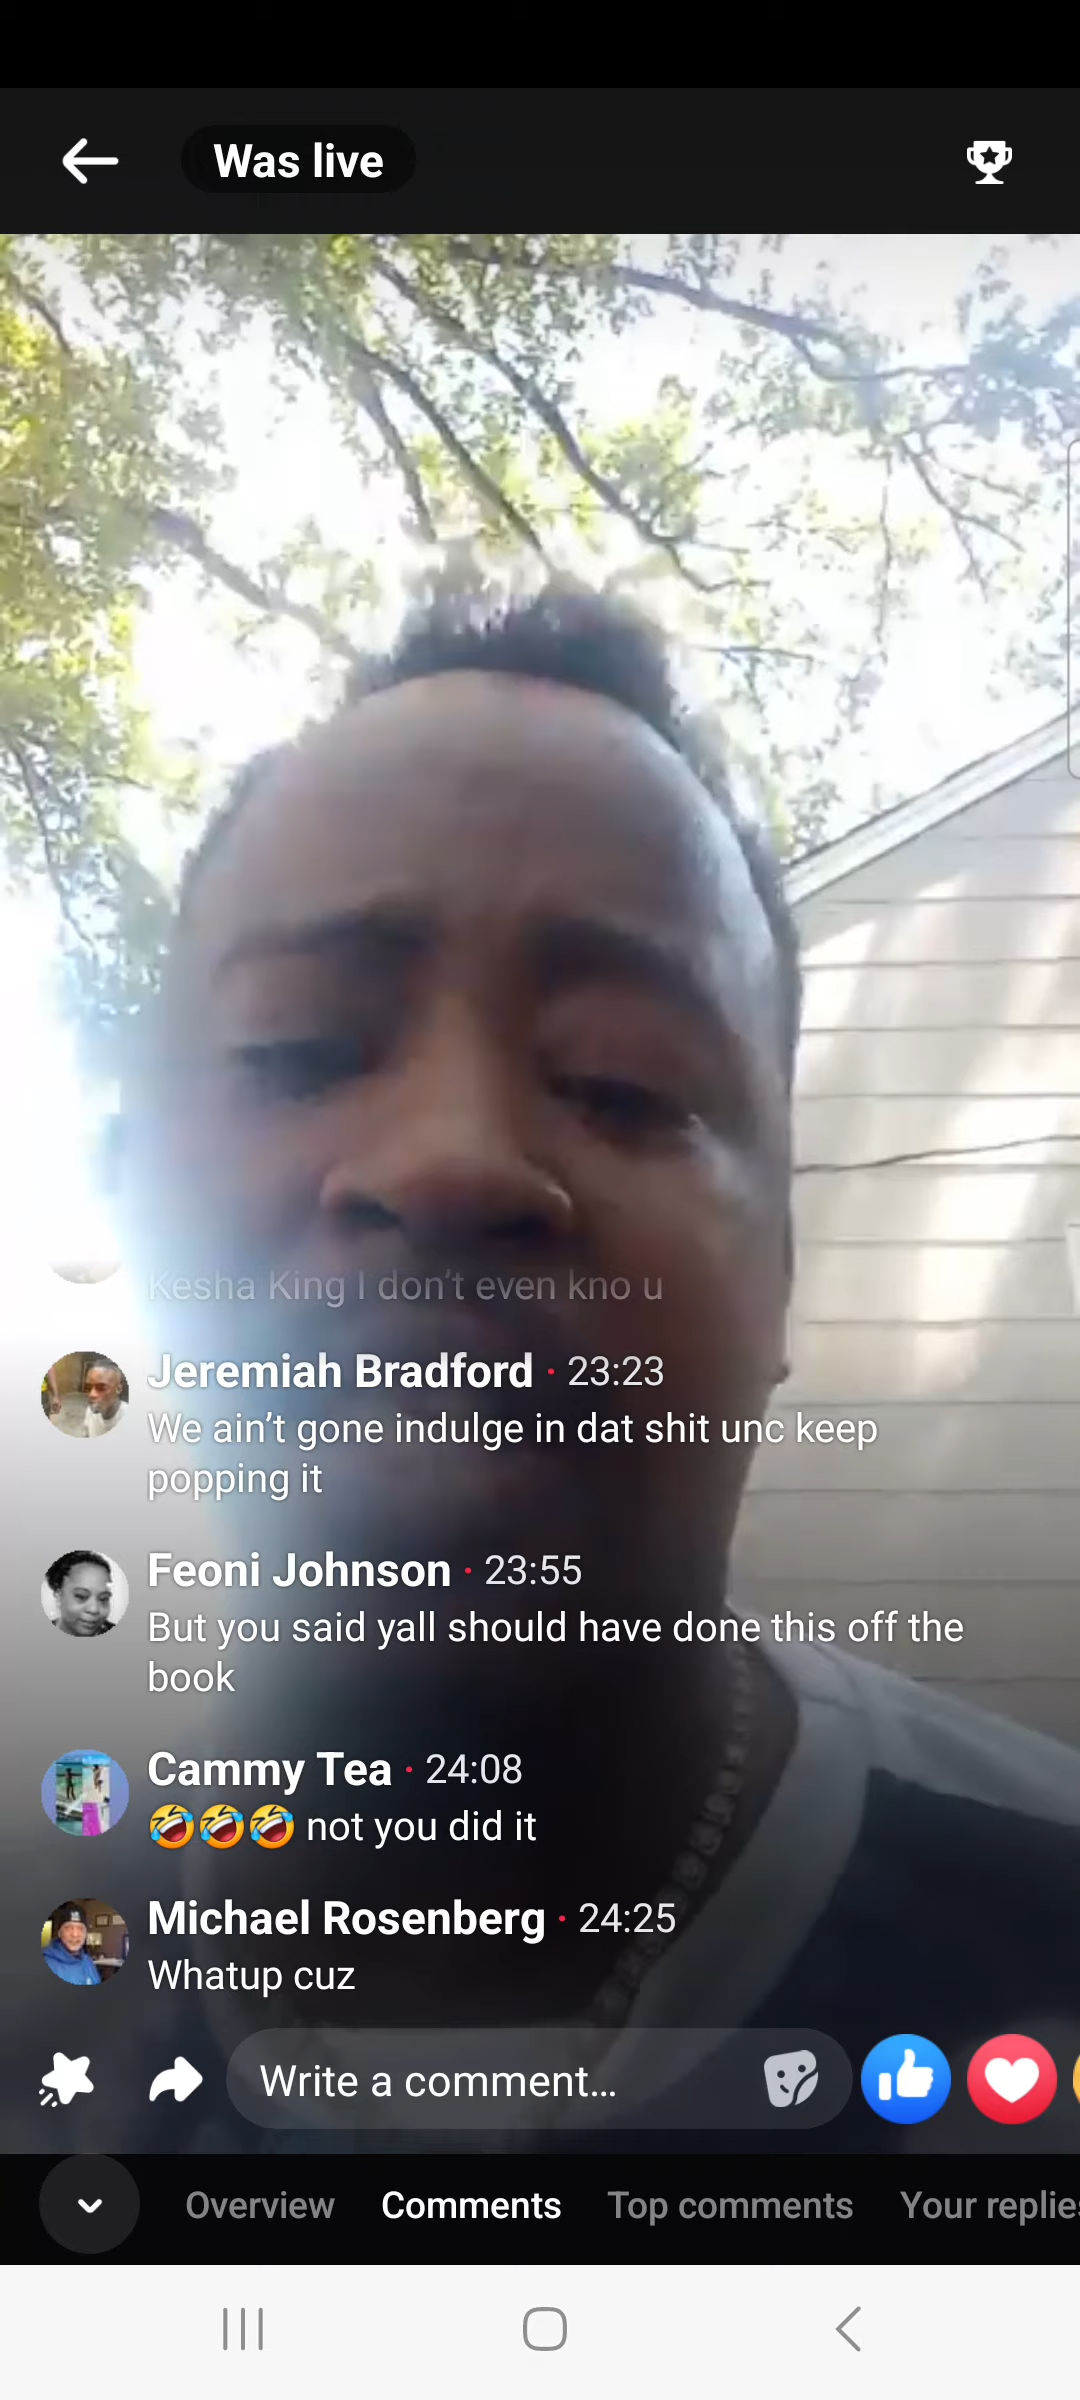 Was live
Kesha King I don't even kno u
Jeremiah Bradford · 23:23
We ain't gone indulge in dat shit unc keep
popping it
Feoni Johnson · 23:55
But you said yall should have done this off the
book
Cammy Tea · 24:08
🤣🤣🤣 not you did it
Michael Rosenberg · 24:25
Whatup cuz
Write a comment...
Overview Comments Top comments Your replies